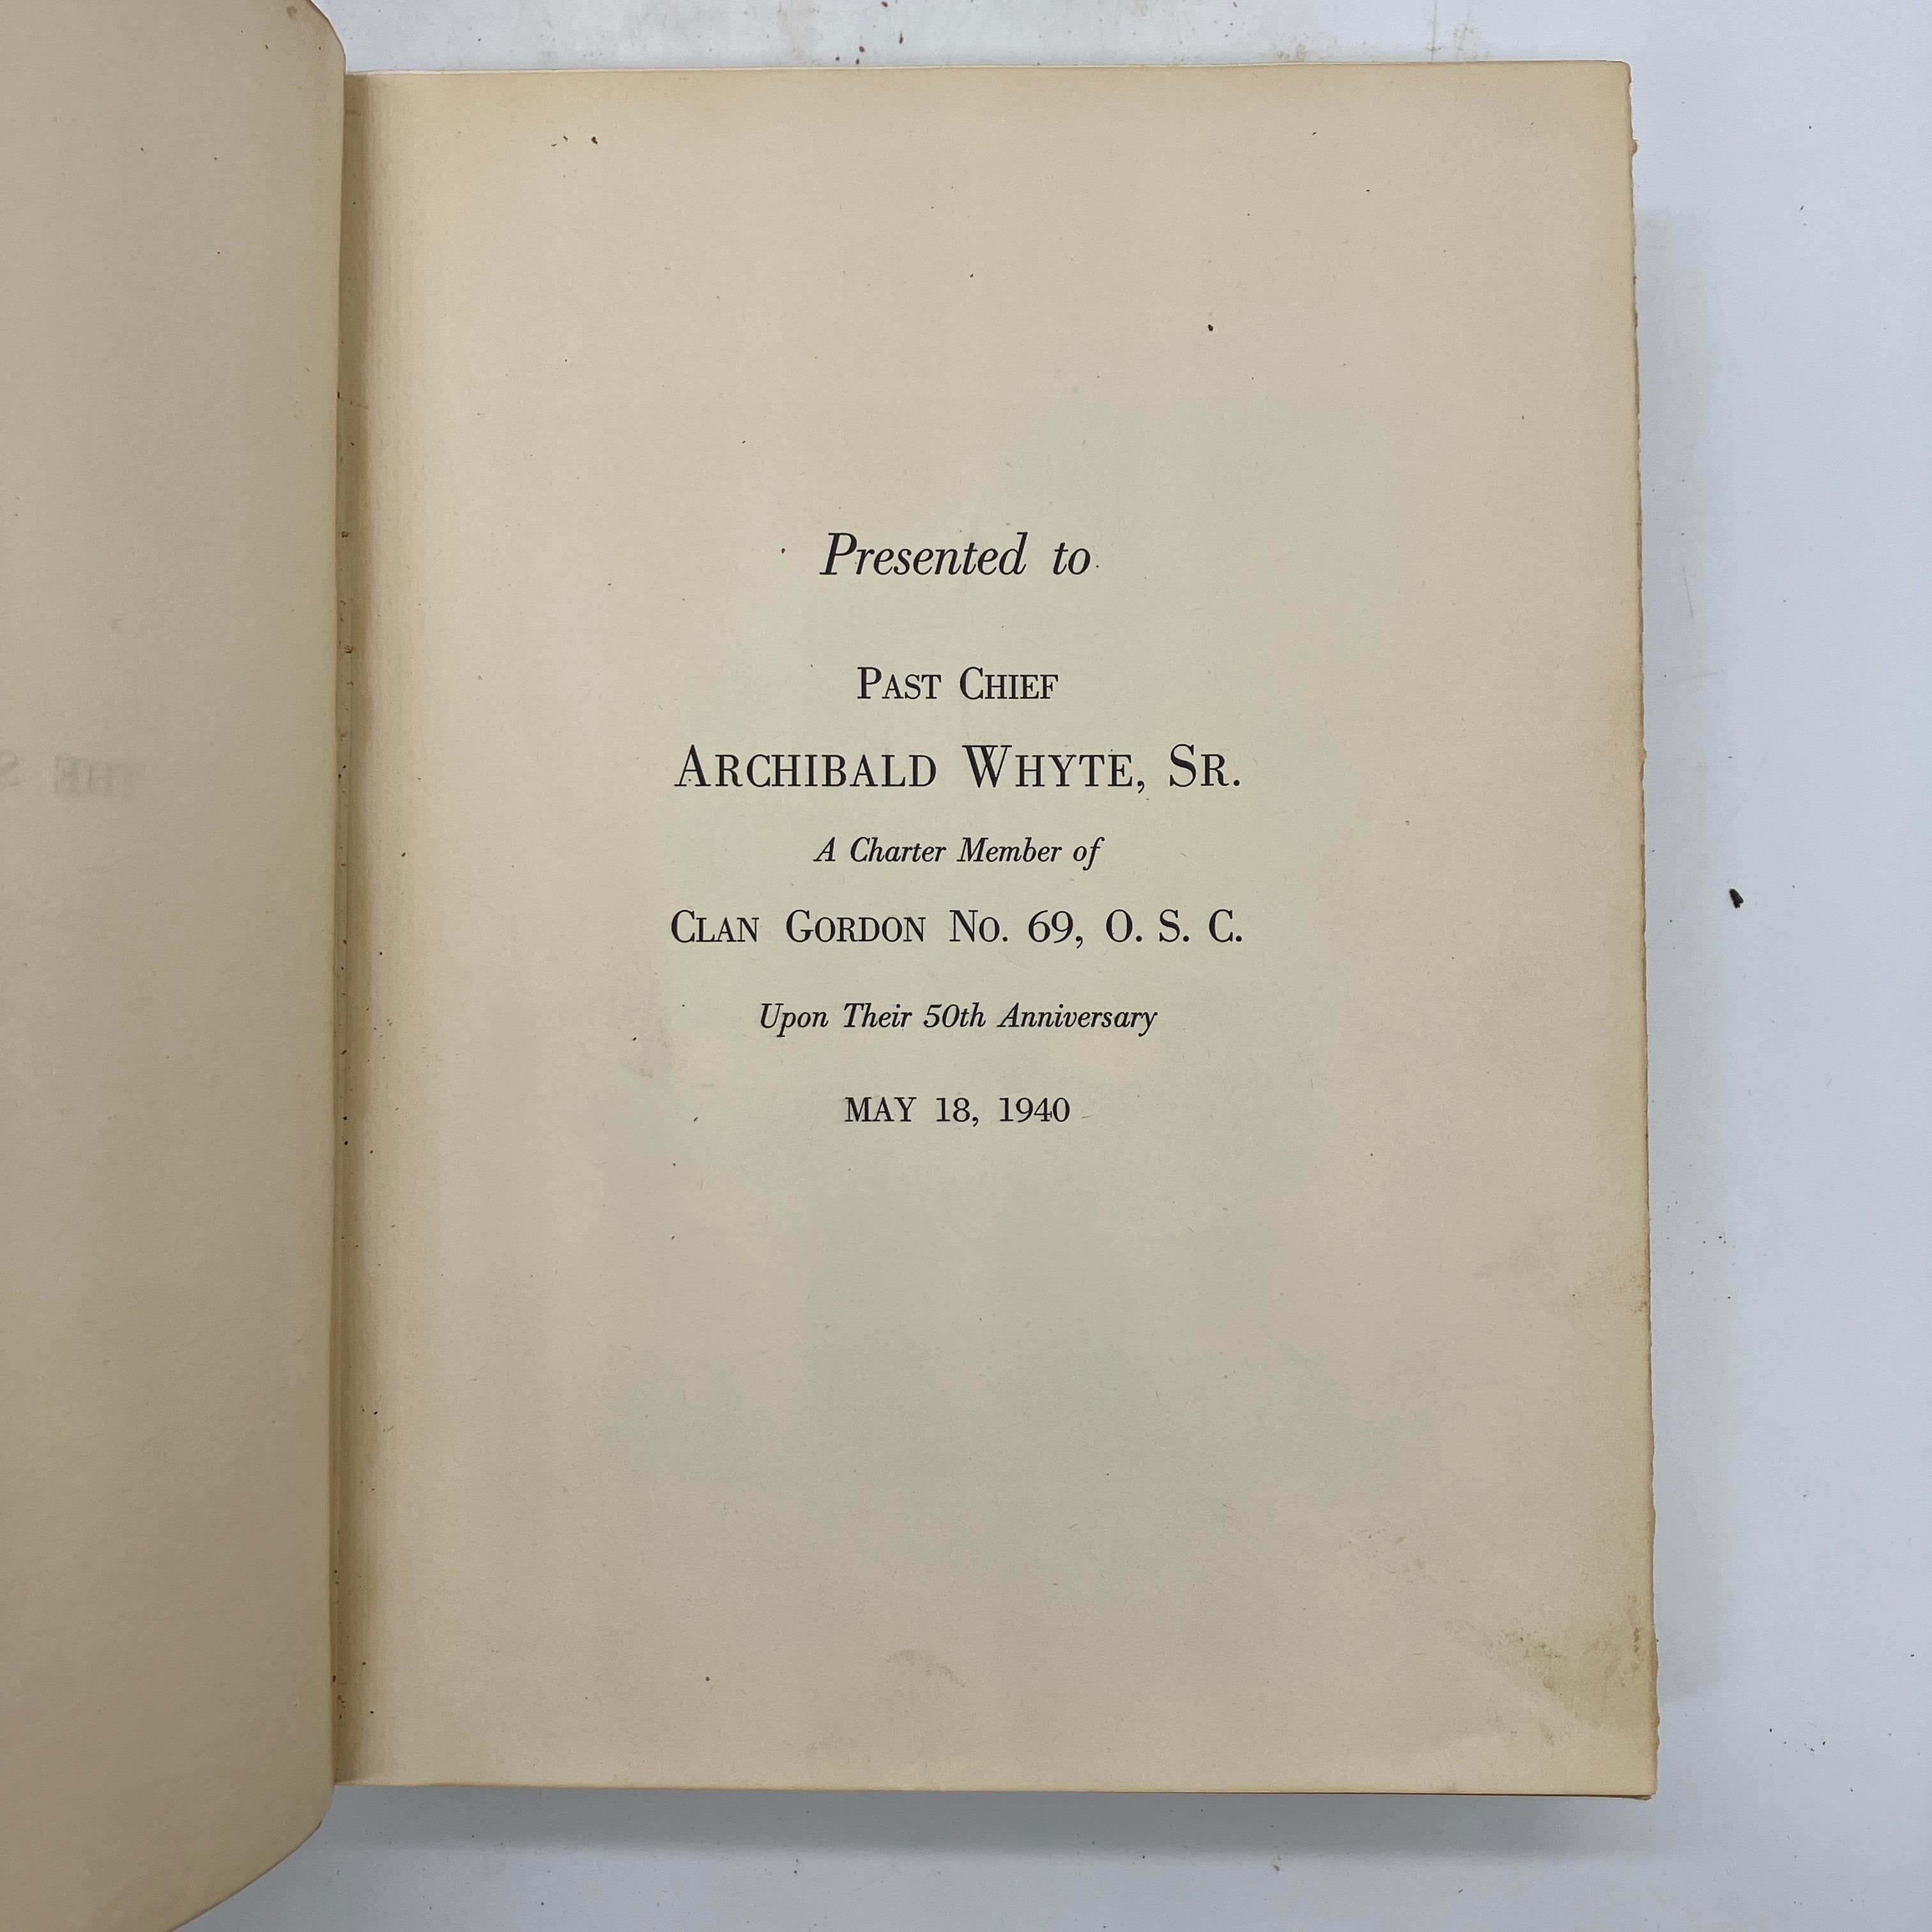 Presented to
PAST CHIEF
ARCHIBALD WHYTE, SR.
A Charter Member of
CLAN GORDON NO. 69, O. S. C.
Upon Their 50th Anniversary
MAY 18, 1940
THE S